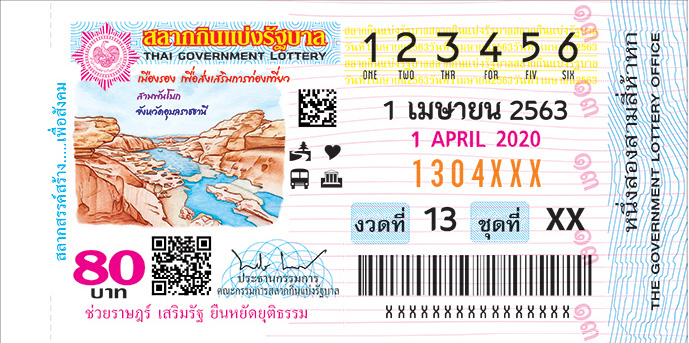 สลากกินแบ่งรัฐบาล
THAI GOVERNMENT LOTTERY
เมืองรอง เพื่อส่งเสริมการท่องเที่ยว
สามพันโบก
จังหวัดอุบลราชธานี
1 2 3 4 5 6
ONE TWO THR FOR FIV SIX
1 เมษายน 2563
1 APRIL 2020
1304XXX
งวดที่ 13 ชุดที่ XX
80
บาท
ประธานกรรมการ
คณะกรรมการสลากกินแบ่งรัฐบาล
ช่วยราษฎร์ เสริมรัฐ ยืนหยัดยุติธรรม
XXXXXXXXXXXXXXXX
สลากสรรค์สร้าง.....เพื่อสังคม
หนึ่งสองสามสี่ห้าหก
THE GOVERNMENT LOTTERY OFFICE
๑๓
๑๓
๑๓
๑๓
๑๓